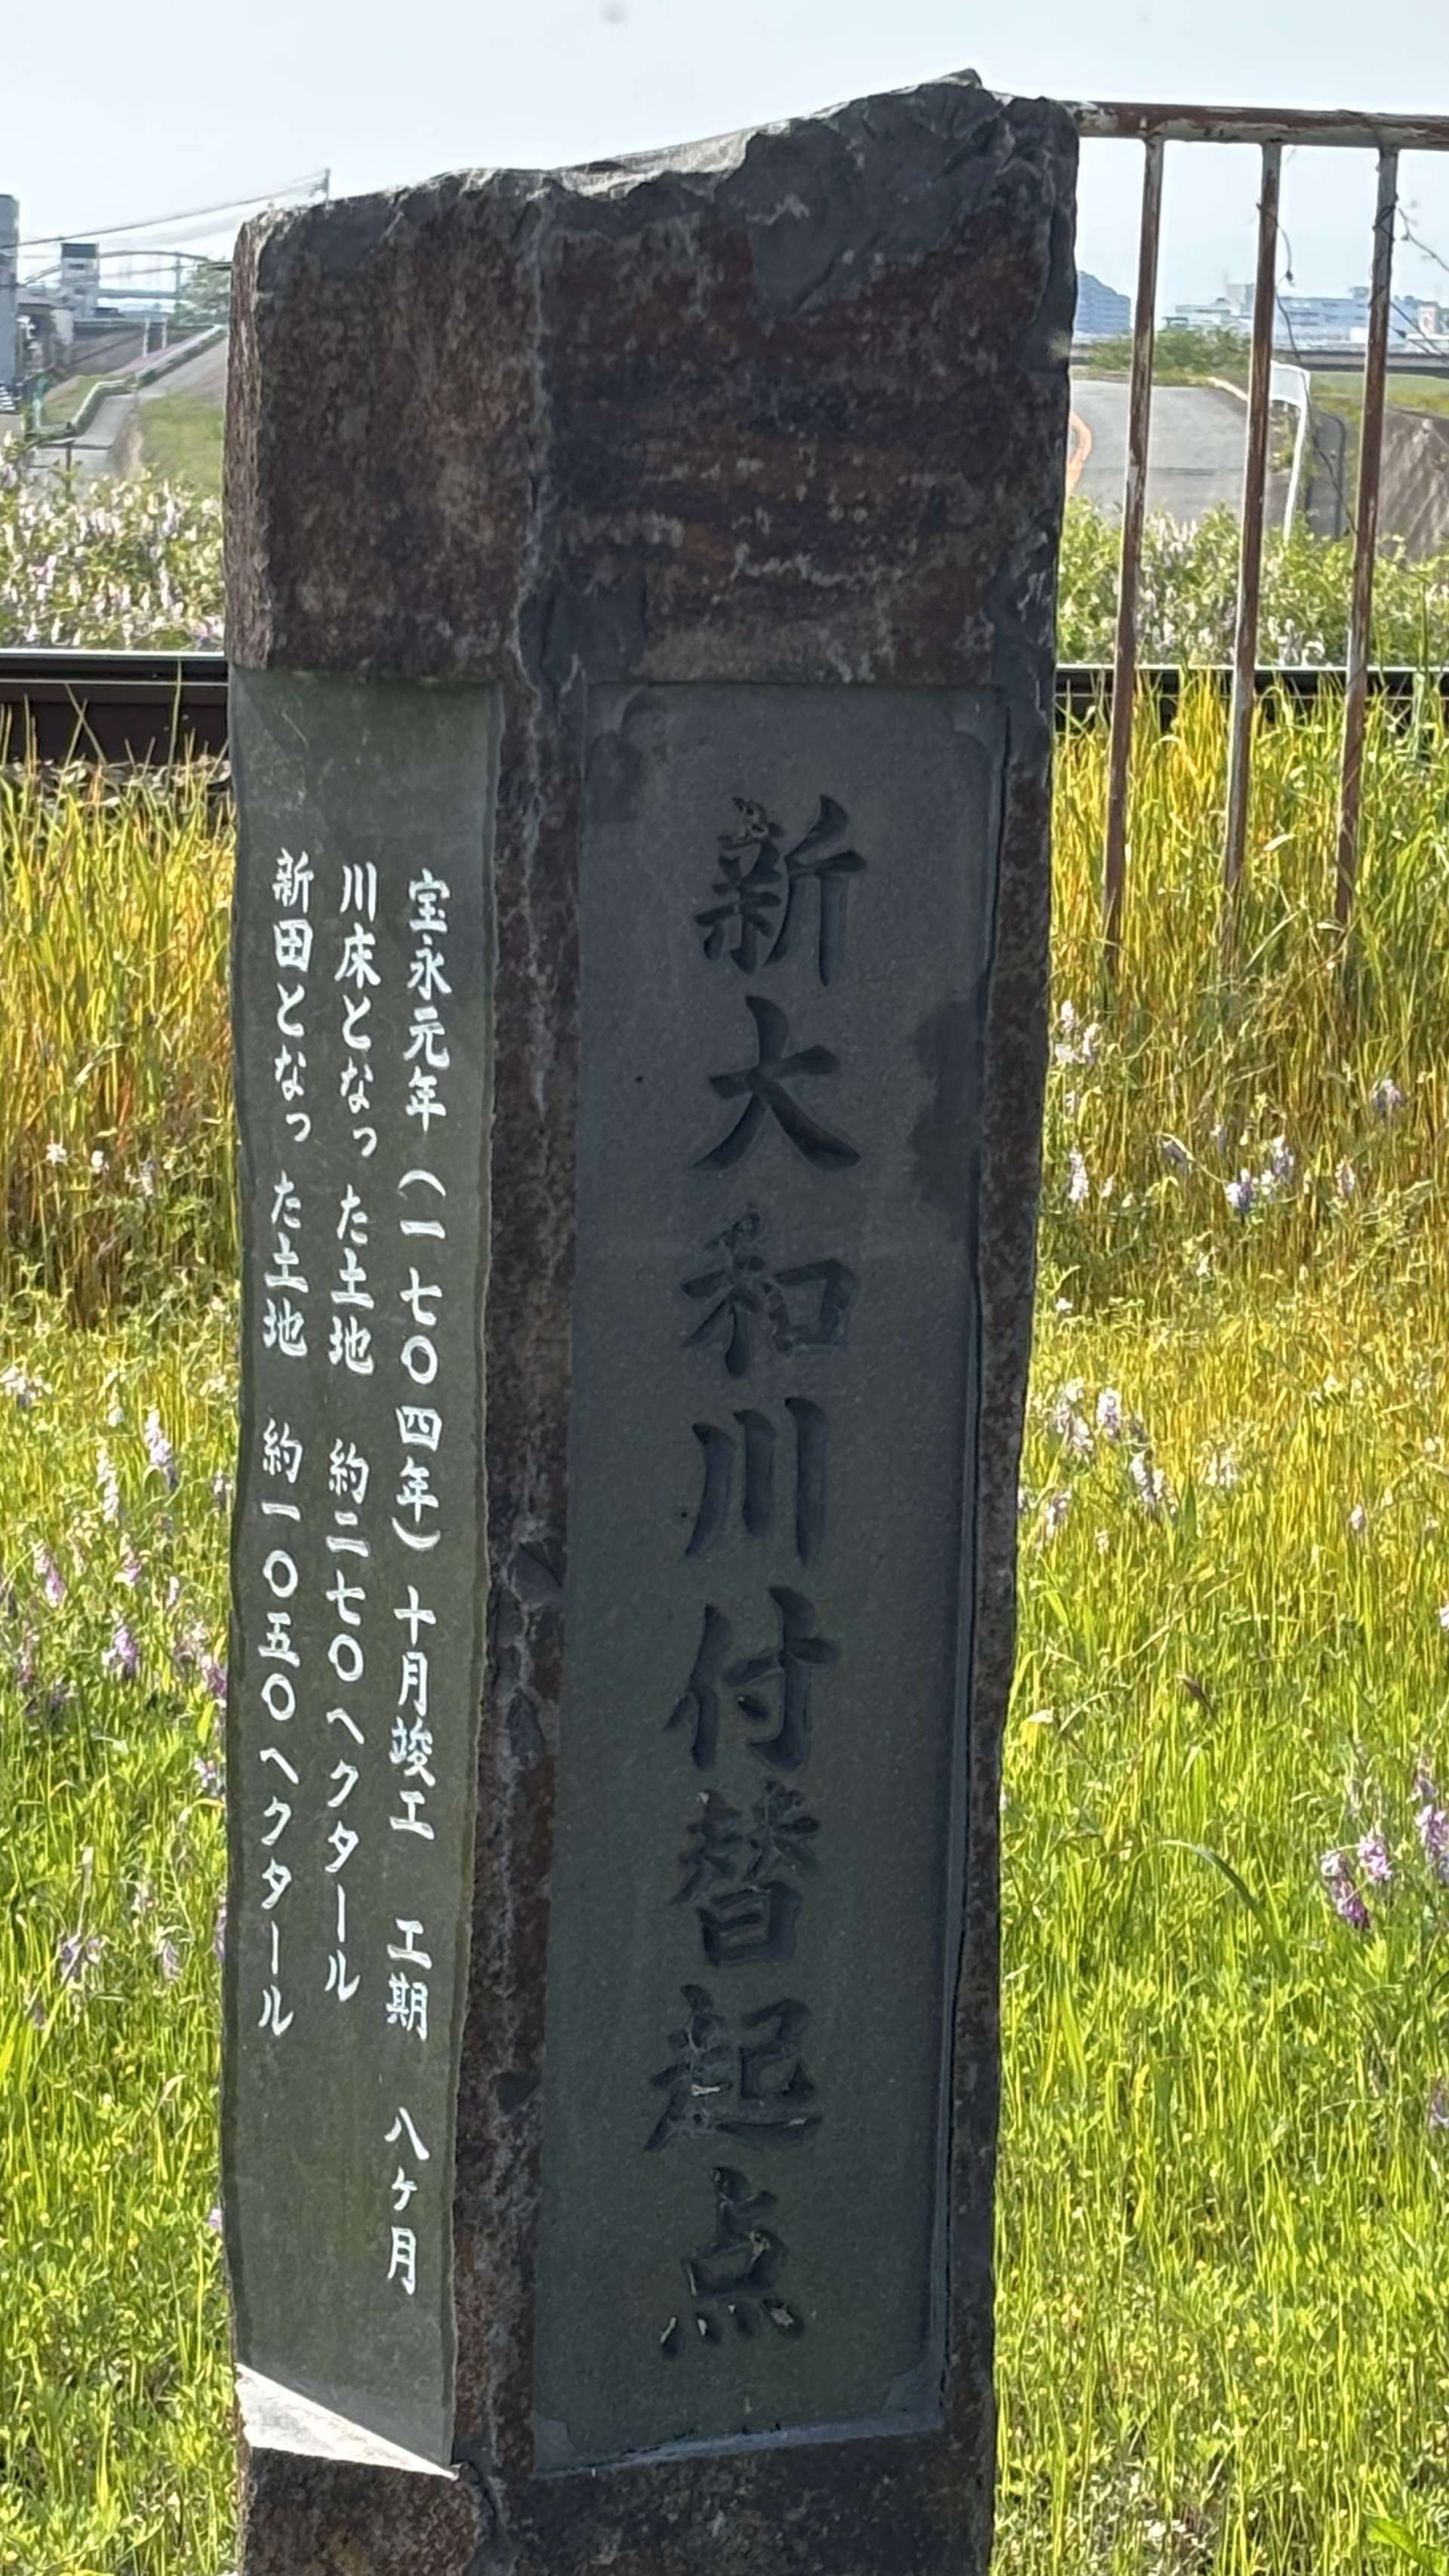 新大和川付替起点
宝永元年（一七〇四年）十月竣工 工期 八ヶ月
川床となった土地 約二七〇ヘクタール
新田となった土地 約一〇五〇ヘクタール